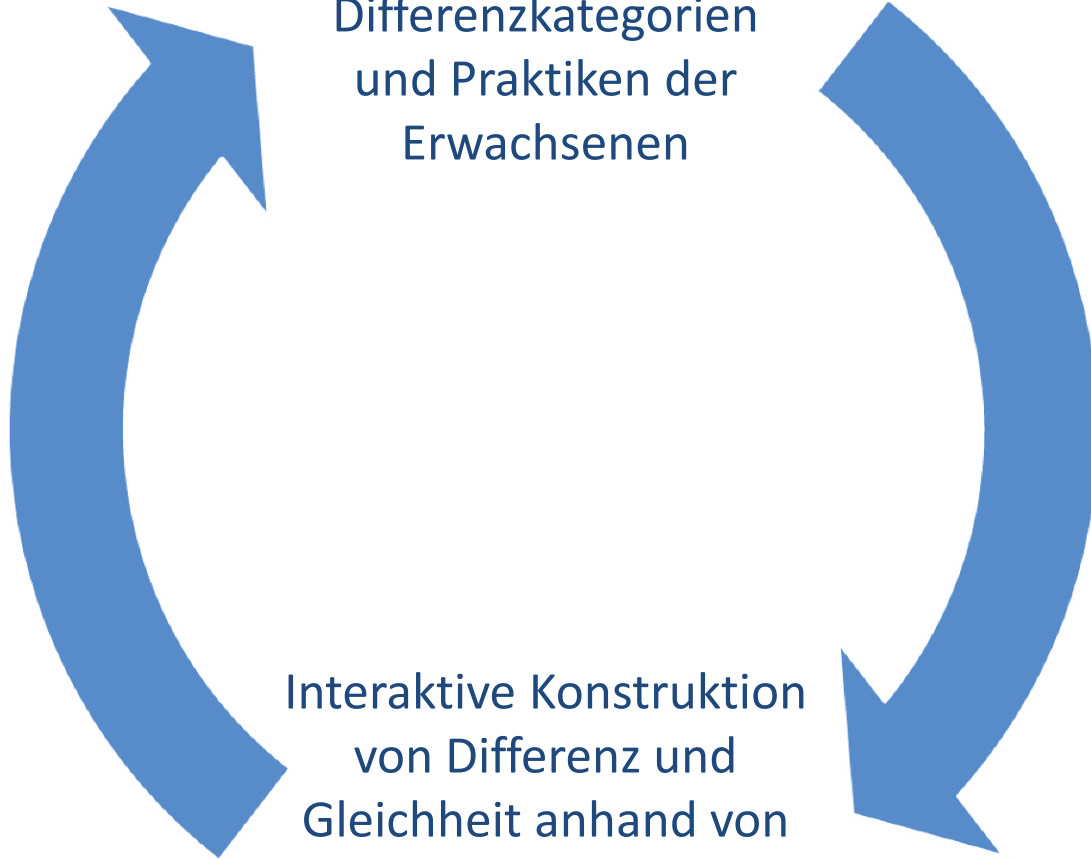 Differenzkategorien
und Praktiken der
Erwachsenen
Interaktive Konstruktion
von Differenz und
Gleichheit anhand von